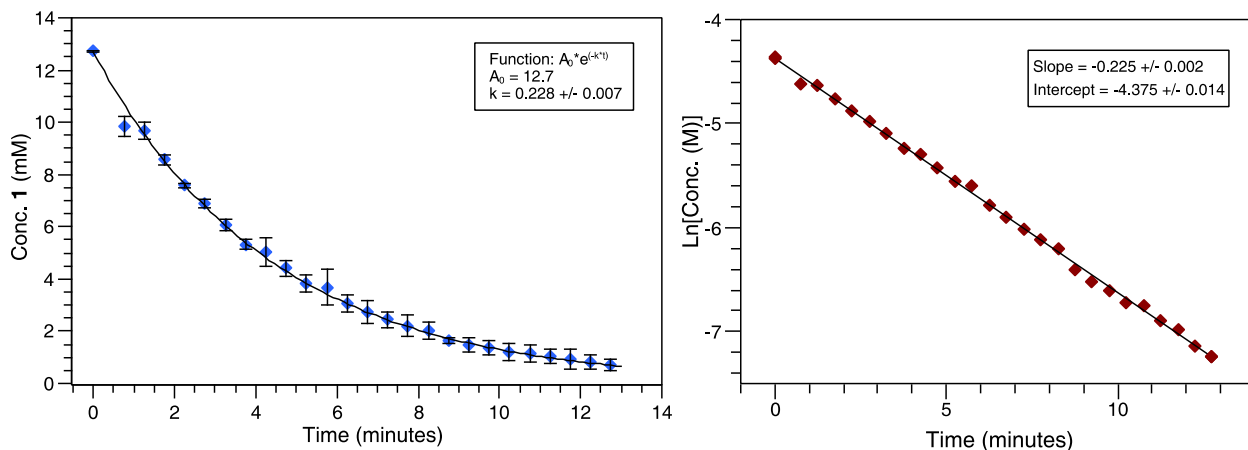 14
12
10
8
6
4
2
0
0 2 4 6 8 10 12 14
Conc. 1 (mM)
Time (minutes)
Function: A₀*e^(-k*t)
A₀ = 12.7
k = 0.228 +/- 0.007
-4
-5
-6
-7
0 5 10
Ln[Conc. (M)]
Time (minutes)
Slope = -0.225 +/- 0.002
Intercept = -4.375 +/- 0.014